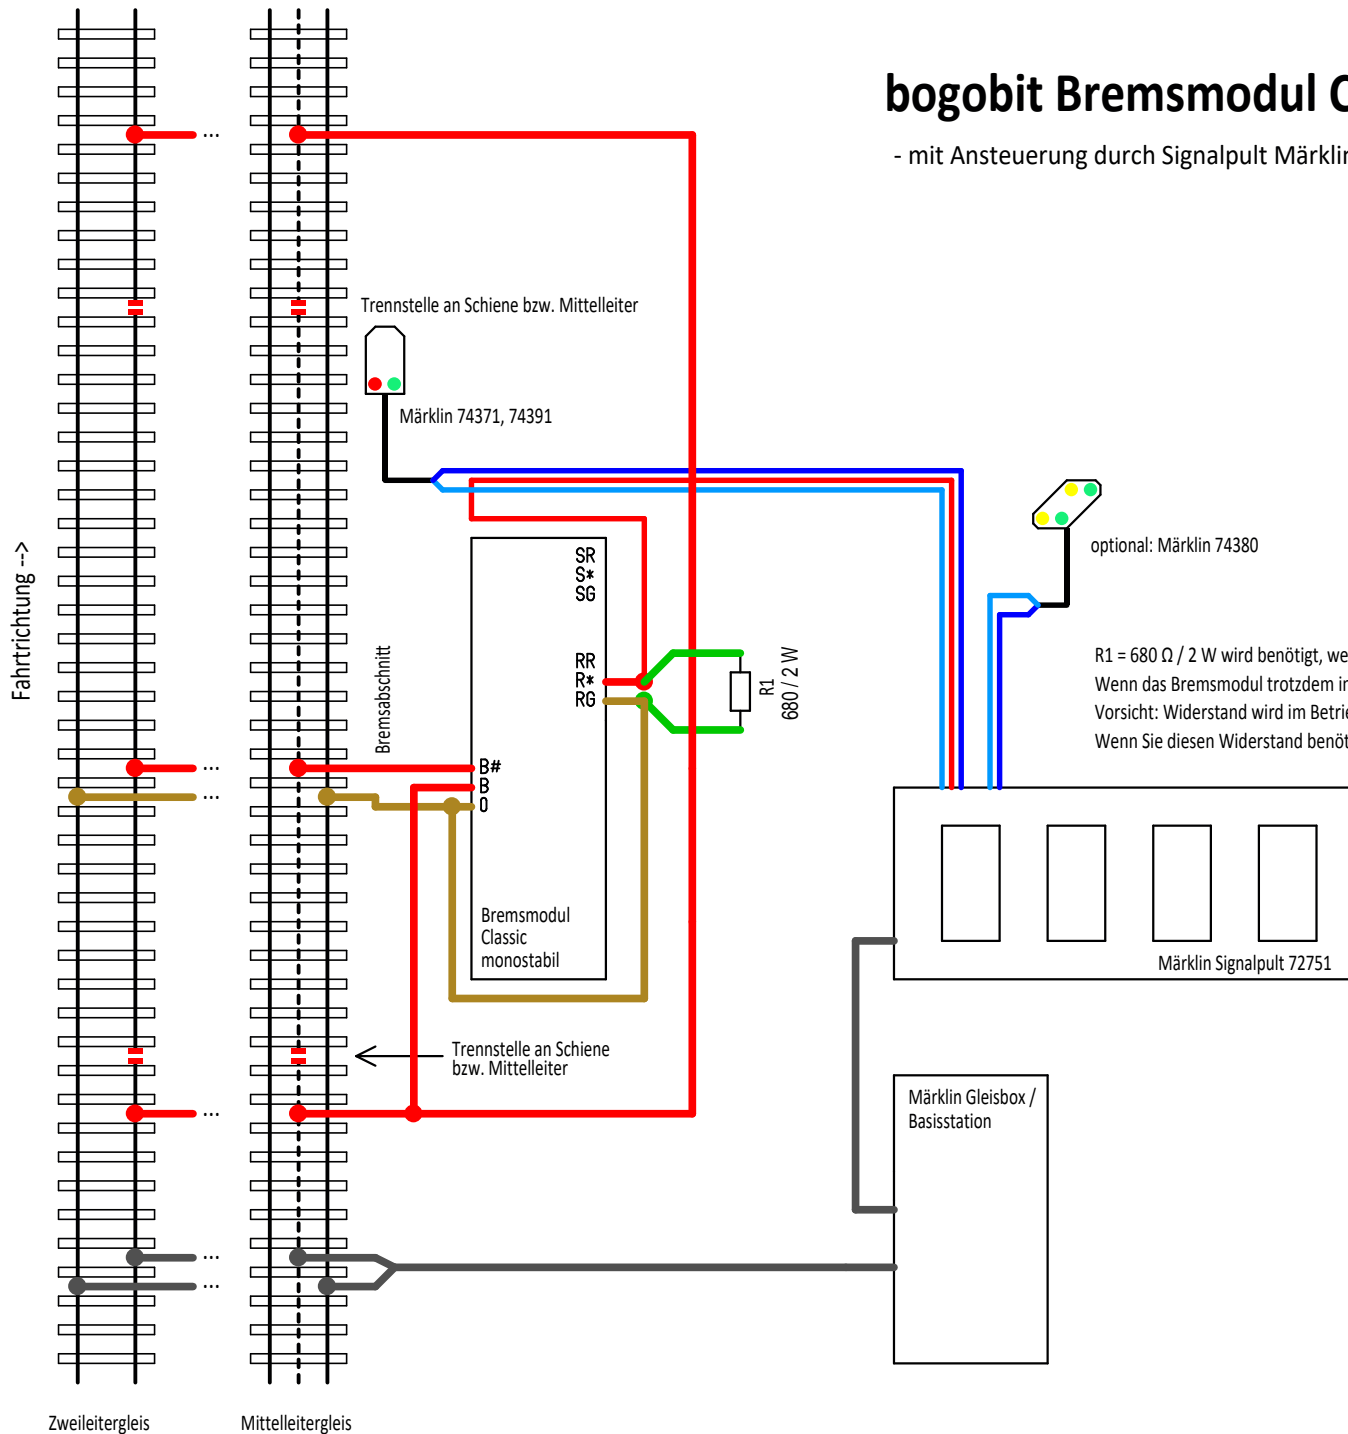 bogobit Bremsmodul C
- mit Ansteuerung durch Signalpult Märklin
...
Trennstelle an Schiene bzw. Mittelleiter
Märklin 74371, 74391
optional: Märklin 74380
Fahrtrichtung -->
SR
S*
SG
Bremsabschnitt
RR
R*
RG
R1
680 / 2 W
R1 = 680 Ω / 2 W wird benötigt, we
Wenn das Bremsmodul trotzdem in
Vorsicht: Widerstand wird im Betrie
Wenn Sie diesen Widerstand benöt
...
...
B#
B
0
Bremsmodul
Classic
monostabil
Märklin Signalpult 72751
Trennstelle an Schiene
bzw. Mittelleiter
...
Märklin Gleisbox /
Basisstation
...
...
Zweileitergleis
Mittelleitergleis